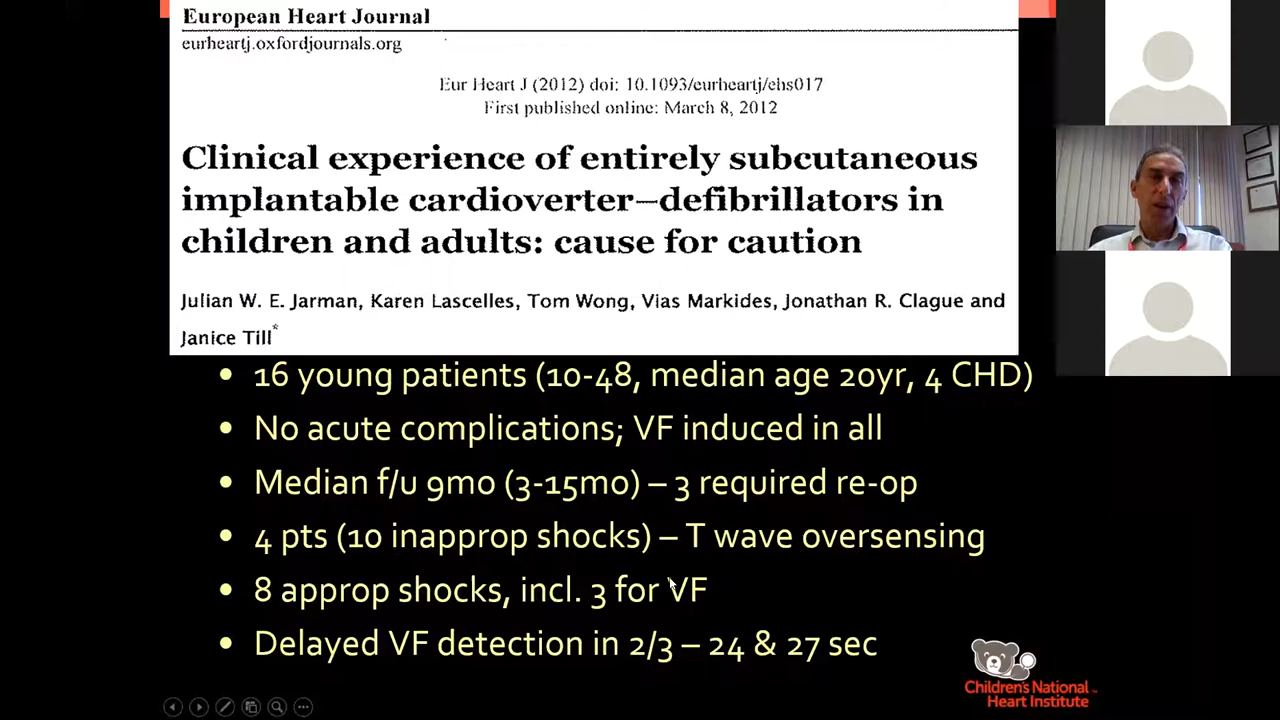 European Heart Journal
eurheartj.oxfordjournals.org
Eur Heart J (2012) doi: 10.1093/eurheartj/ehs017
First published online: March 8, 2012
Clinical experience of entirely subcutaneous
implantable cardioverter–defibrillators in
children and adults: cause for caution
Julian W. E. Jarman, Karen Lascelles, Tom Wong, Vias Markides, Jonathan R. Clague and
Janice Till*
• 16 young patients (10-48, median age 20yr, 4 CHD)
• No acute complications; VF induced in all
• Median f/u 9mo (3-15mo) – 3 required re-op
• 4 pts (10 inapprop shocks) – T wave oversensing
• 8 approp shocks, incl. 3 for VF
• Delayed VF detection in 2/3 – 24 & 27 sec
Children's National
Heart Institute